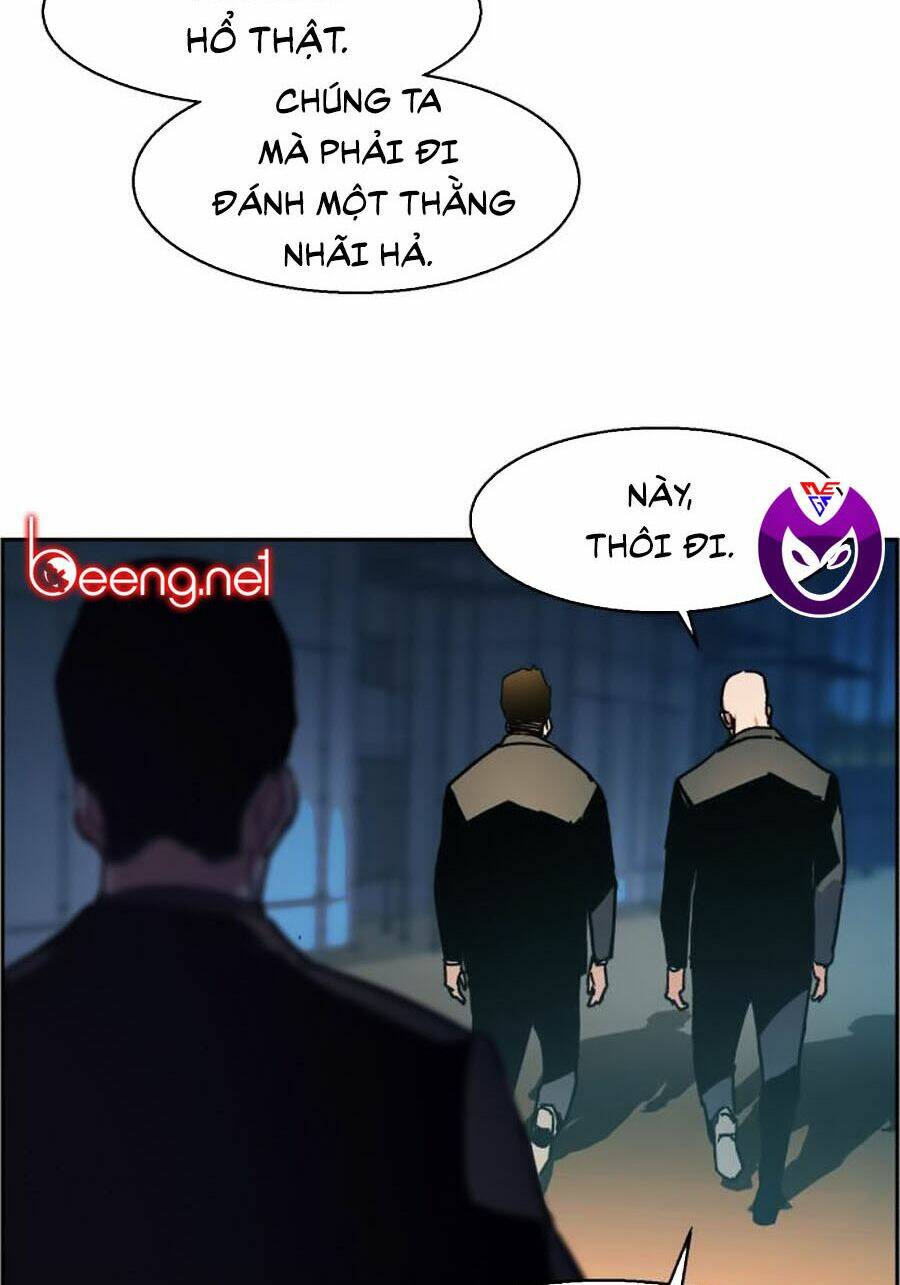 HỔ THẬT.
CHÚNG TA
MÀ PHẢI ĐI
ĐÁNH MỘT THẰNG
NHÃI HẢ.
NÀY,
THÔI ĐI.
beeng.net